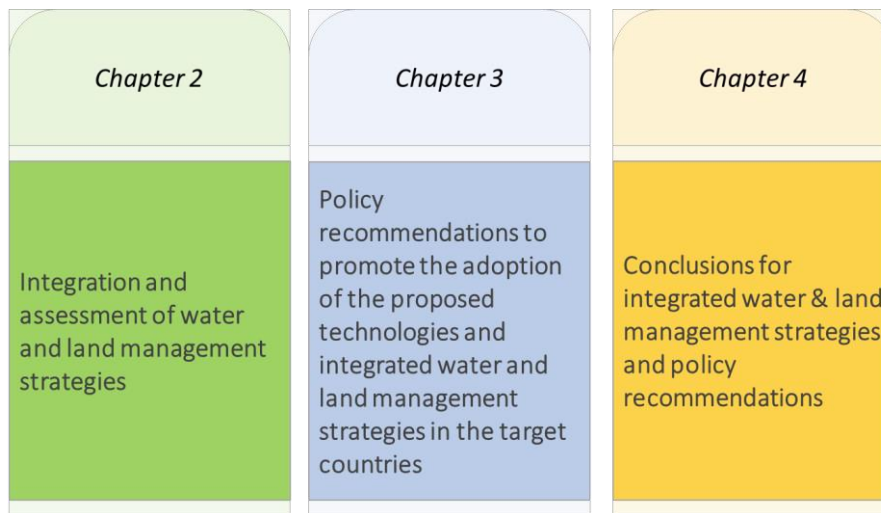 Chapter 2
Integration and
assessment of water
and land management
strategies
Chapter 3
Policy
recommendations to
promote the adoption
of the proposed
technologies and
integrated water and
land management
strategies in the target
countries
Chapter 4
Conclusions for
integrated water & land
management strategies
and policy
recommendations